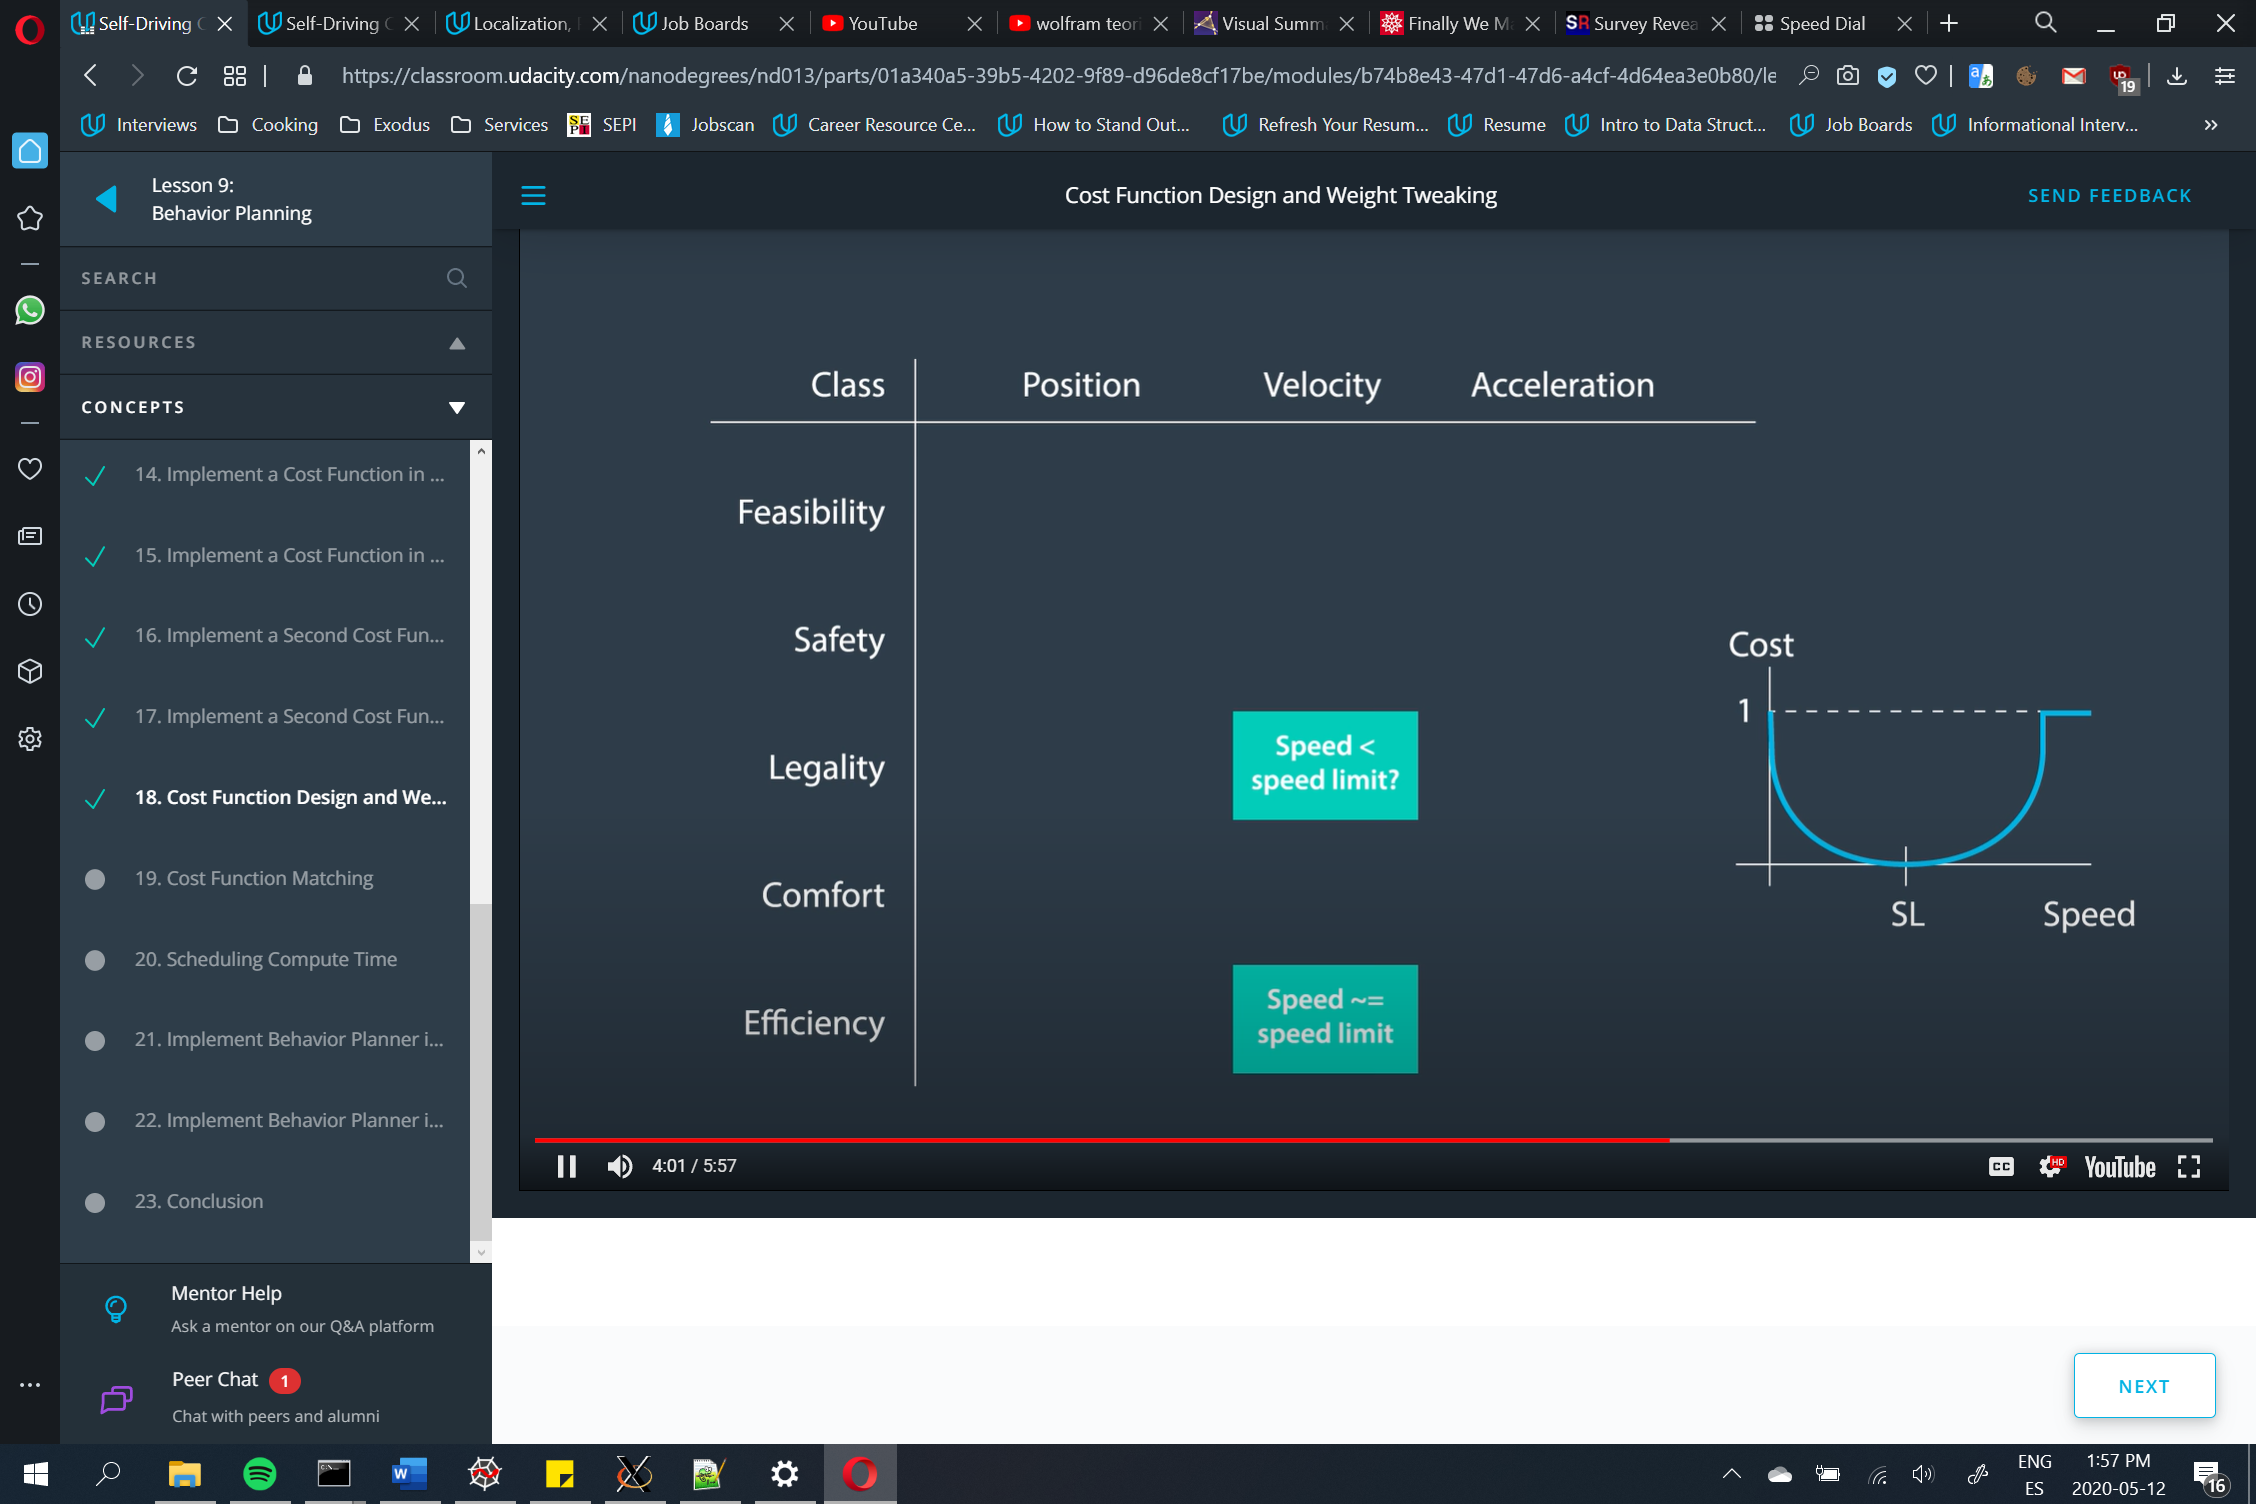 Self-Driving C
Self-Driving C
Localization,
Job Boards
YouTube
wolfram teori
Visual Summ
Finally We M
SR Survey Revea
Speed Dial
https://classroom.udacity.com/nanodegrees/nd013/parts/01a340a5-39b5-4202-9f89-d96de8cf17be/modules/b74b8e43-47d1-47d6-a4cf-4d64ea3e0b80/le
19
Interviews
Cooking
Exodus
Services
SEPI
Jobscan
Career Resource Ce...
How to Stand Out...
Refresh Your Resum...
Resume
Intro to Data Struct...
Job Boards
Informational Interv...
Lesson 9:
Behavior Planning
Cost Function Design and Weight Tweaking
SEND FEEDBACK
SEARCH
RESOURCES
CONCEPTS
14. Implement a Cost Function in ...
15. Implement a Cost Function in ...
16. Implement a Second Cost Fun...
17. Implement a Second Cost Fun...
18. Cost Function Design and We...
19. Cost Function Matching
20. Scheduling Compute Time
21. Implement Behavior Planner i...
22. Implement Behavior Planner i...
23. Conclusion
Mentor Help
Ask a mentor on our Q&A platform
Peer Chat 1
Chat with peers and alumni
Class Position Velocity Acceleration
Feasibility
Safety
Legality
Speed <
speed limit?
Comfort
Efficiency
Speed ~=
speed limit
Cost
1
SL
Speed
4:01 / 5:57
CC
HD
YouTube
NEXT
ENG
ES
1:57 PM
2020-05-12
16